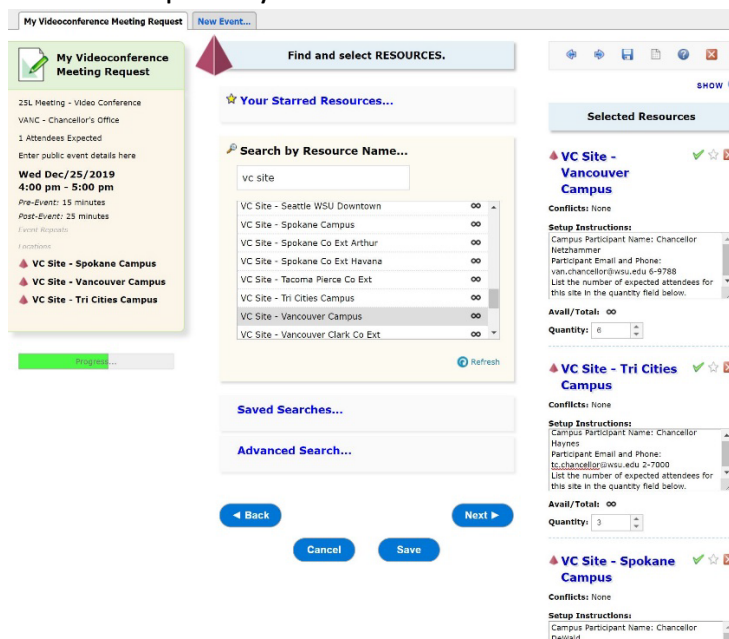 My Videoconference Meeting Request
New Event...
My Videoconference
Meeting Request
25L Meeting - Video Conference
VANC - Chancellor's Office
1 Attendees Expected
Enter public event details here
Wed Dec/25/2019
4:00 pm - 5:00 pm
Pre-Event: 15 minutes
Post-Event: 25 minutes
Event Repeats
Locations
VC Site - Spokane Campus
VC Site - Vancouver Campus
VC Site - Tri Cities Campus
Progress...
Find and select RESOURCES.
Your Starred Resources...
Search by Resource Name...
vc site
VC Site - Seattle WSU Downtown ∞
VC Site - Spokane Campus ∞
VC Site - Spokane Co Ext Arthur ∞
VC Site - Spokane Co Ext Havana ∞
VC Site - Tacoma Pierce Co Ext ∞
VC Site - Tri Cities Campus ∞
VC Site - Vancouver Campus ∞
VC Site - Vancouver Clark Co Ext ∞
Refresh
Saved Searches...
Advanced Search...
Back
Next
Cancel
Save
SHOW
Selected Resources
VC Site -
Vancouver
Campus
Conflicts: None
Setup Instructions:
Campus Participant Name: Chancellor
Netzhammer
Participant Email and Phone:
van.chancellor@wsu.edu 6-9788
List the number of expected attendees for
this site in the quantity field below.
Avail/Total: ∞
Quantity: 6
VC Site - Tri Cities
Campus
Conflicts: None
Setup Instructions:
Campus Participant Name: Chancellor
Haynes
Participant Email and Phone:
tc.chancellor@wsu.edu 2-7000
List the number of expected attendees for
this site in the quantity field below.
Avail/Total: ∞
Quantity: 3
VC Site - Spokane
Campus
Conflicts: None
Setup Instructions:
Campus Participant Name: Chancellor
DeWald